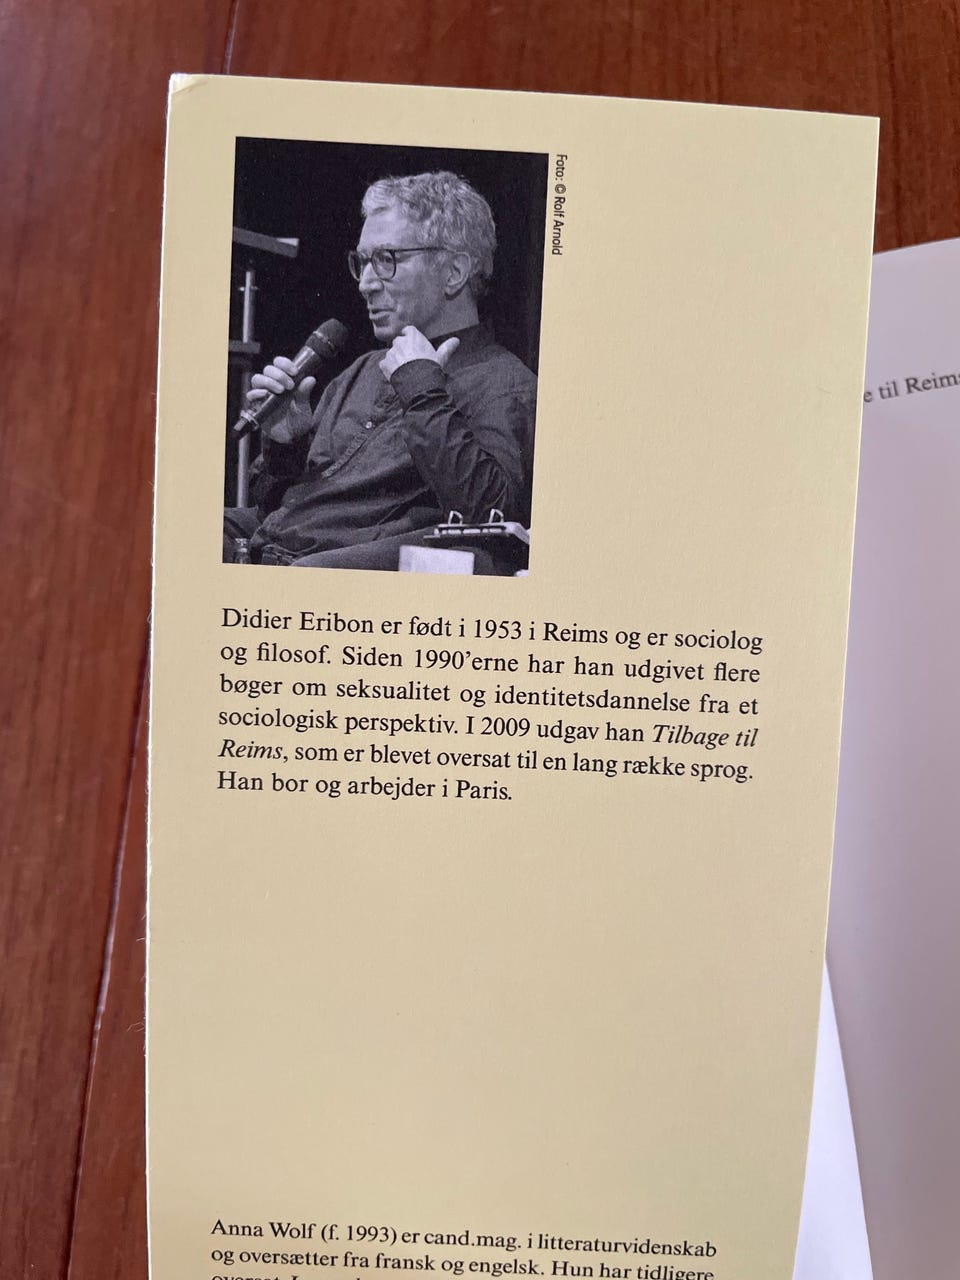 Foto: © Rolf Arnold
Didier Eribon er født i 1953 i Reims og er sociolog
og filosof. Siden 1990’erne har han udgivet flere
bøger om seksualitet og identitetsdannelse fra et
sociologisk perspektiv. I 2009 udgav han Tilbage til
Reims, som er blevet oversat til en lang række sprog.
Han bor og arbejder i Paris.
e til Reims
Anna Wolf (f. 1993) er cand.mag. i litteraturvidenskab
og oversætter fra fransk og engelsk. Hun har tidligere